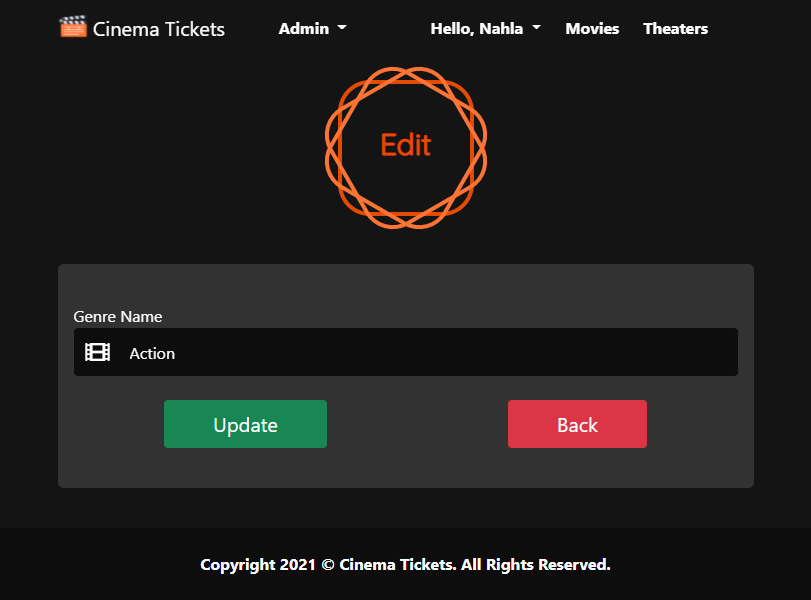 Cinema Tickets Admin Hello, Nahla Movies Theaters
Edit
Genre Name
Action
Update Back
Copyright 2021 © Cinema Tickets. All Rights Reserved.